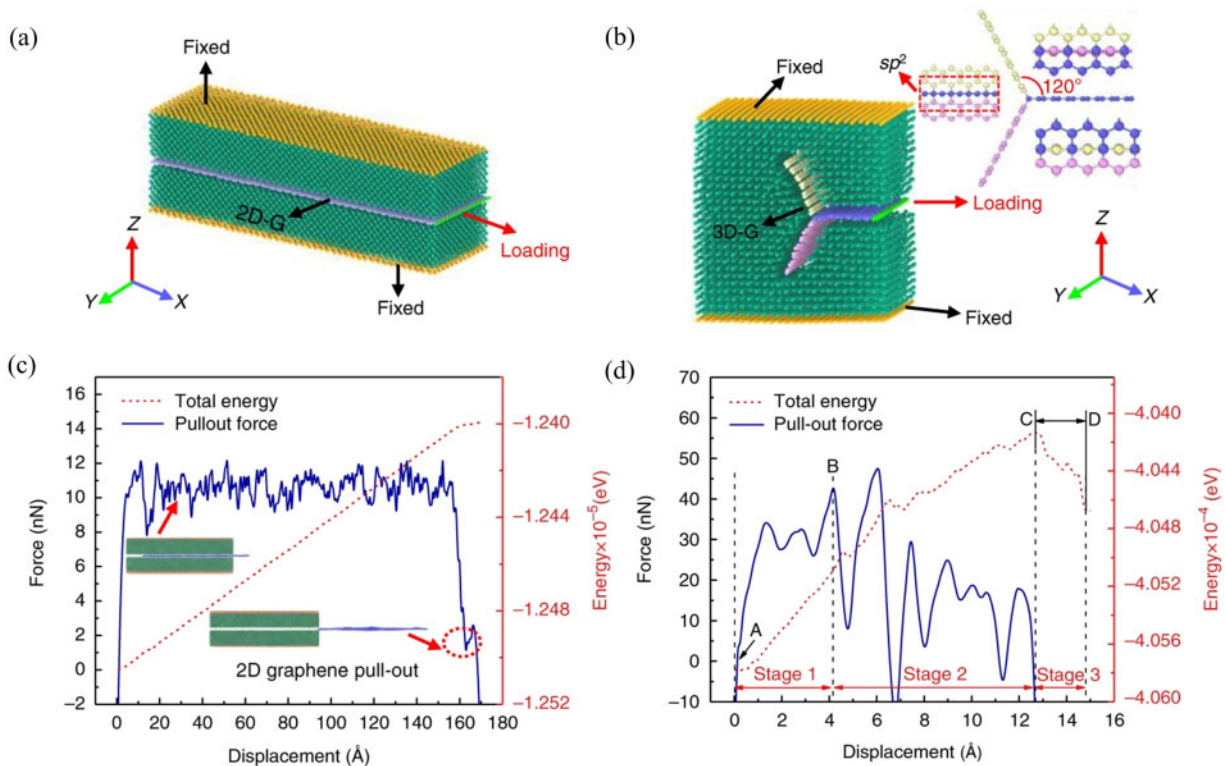 (a)
Fixed
2D-G
Loading
Fixed
Z
Y
X
(b)
Fixed
sp²
120°
3D-G
Loading
Fixed
Z
Y
X
(c)
Total energy
Pullout force
2D graphene pull-out
Force (nN)
16
14
12
10
8
6
4
2
0
−2
0 20 40 60 80 100 120 140 160 180
Displacement (Å)
−1.240
−1.244
−1.248
−1.252
Energy×10⁻⁵(eV)
(d)
Total energy
Pull-out force
A
B
C
D
Stage 1
Stage 2
Stage 3
Force (nN)
70
60
50
40
30
20
10
0
−10
0 2 4 6 8 10 12 14 16
Displacement (Å)
−4.040
−4.044
−4.048
−4.052
−4.056
−4.060
Energy×10⁻⁴ (eV)